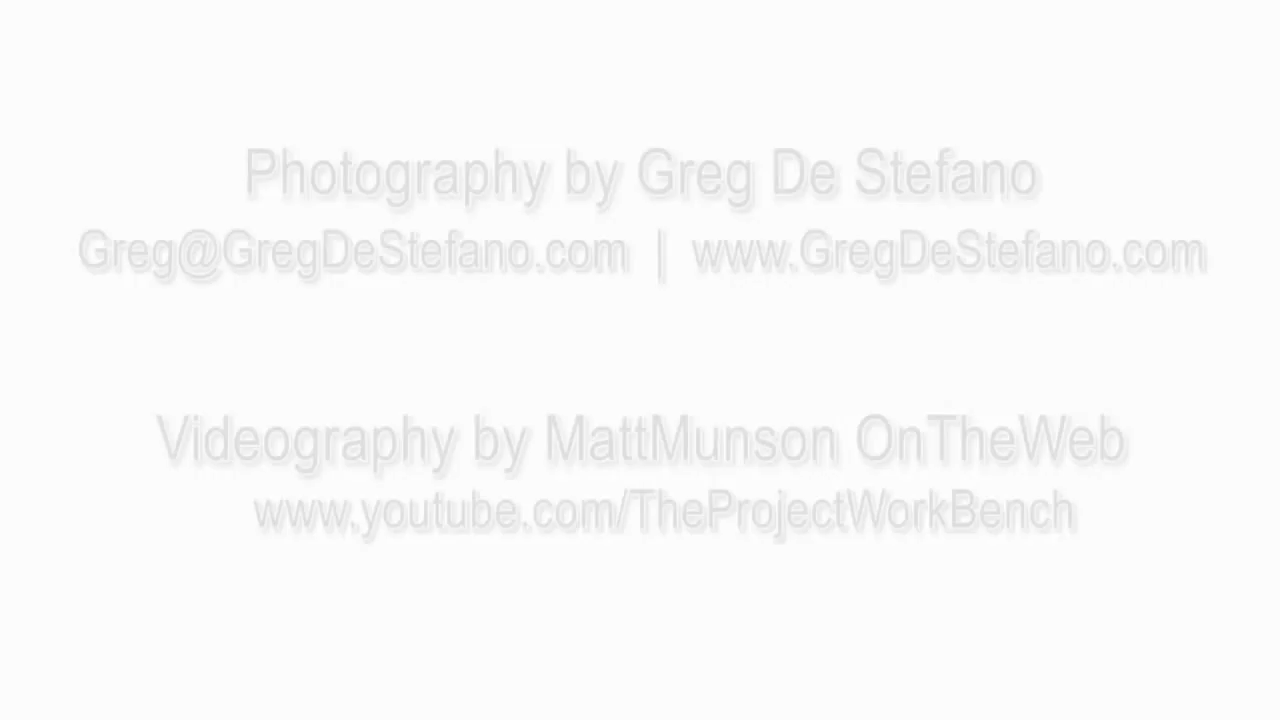 Photography by Greg De Stefano
Greg@GregDeStefano.com | www.GregDeStefano.com
Videography by MattMunson OnTheWeb
www.youtube.com/TheProjectWorkBench